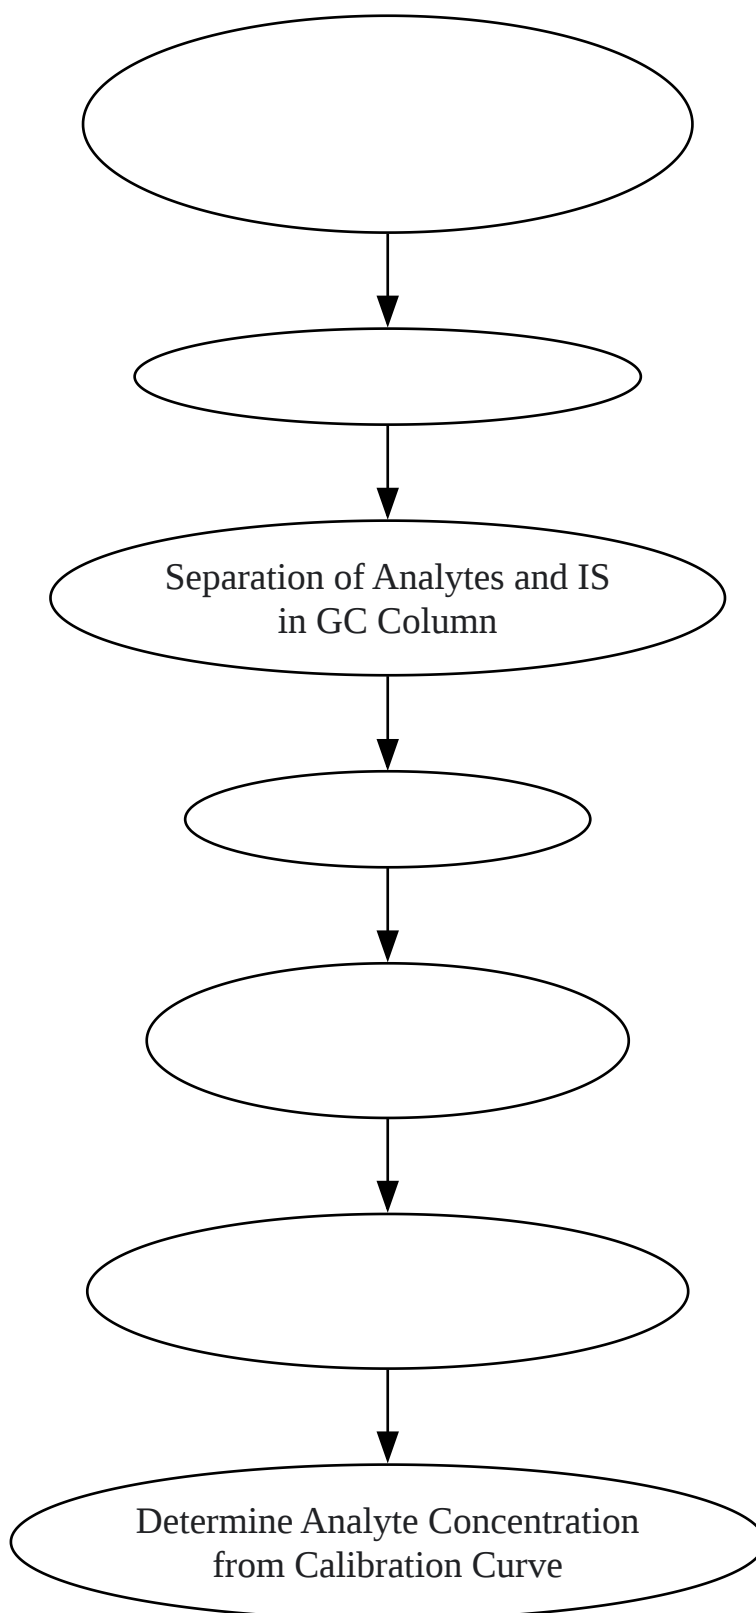 Separation of Analytes and IS
in GC Column
Determine Analyte Concentration
from Calibration Curve